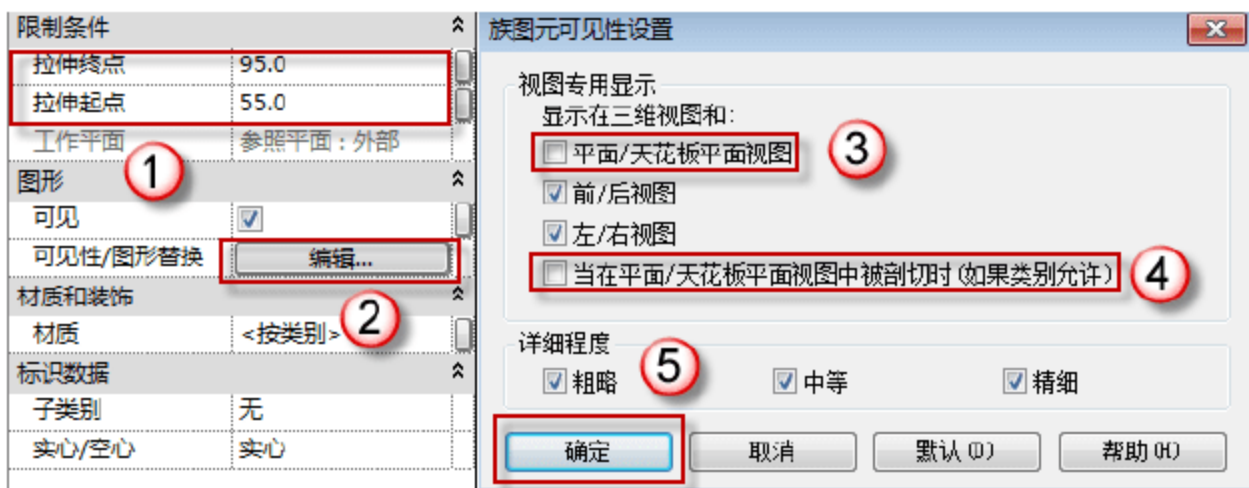 限制条件
拉伸终点 95.0
拉伸起点 55.0
工作平面 参照平面：外部
1
图形
可见
可见性/图形替换 编辑...
2
材质和装饰
材质 <按类别>
标识数据
子类别 无
实心/空心 实心
族图元可见性设置
视图专用显示
显示在三维视图和:
平面/天花板平面视图
3
前/后视图
左/右视图
当在平面/天花板平面视图中被剖切时(如果类别允许)
4
详细程度
5
粗略 中等 精细
确定 取消 默认(D) 帮助(H)